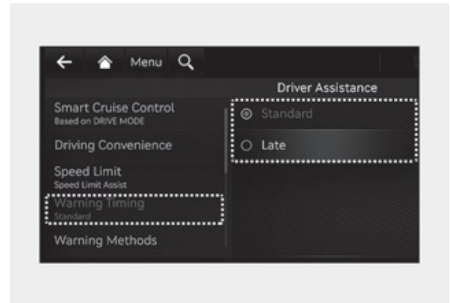 Menu
Driver Assistance
Smart Cruise Control
Based on DRIVE MODE
Driving Convenience
Speed Limit
Speed Limit Assist
Warning Timing
Standard
Warning Methods
Standard
Late